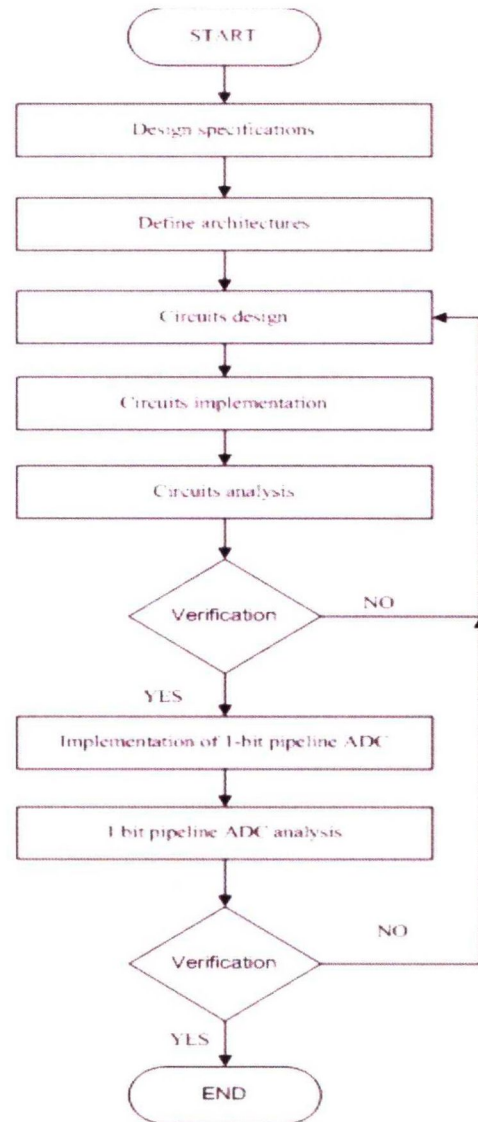 START
Design specifications
Define architectures
Circuits design
Circuits implementation
Circuits analysis
Verification
NO
YES
Implementation of 1-bit pipeline ADC
1 bit pipeline ADC analysis
Verification
NO
YES
END